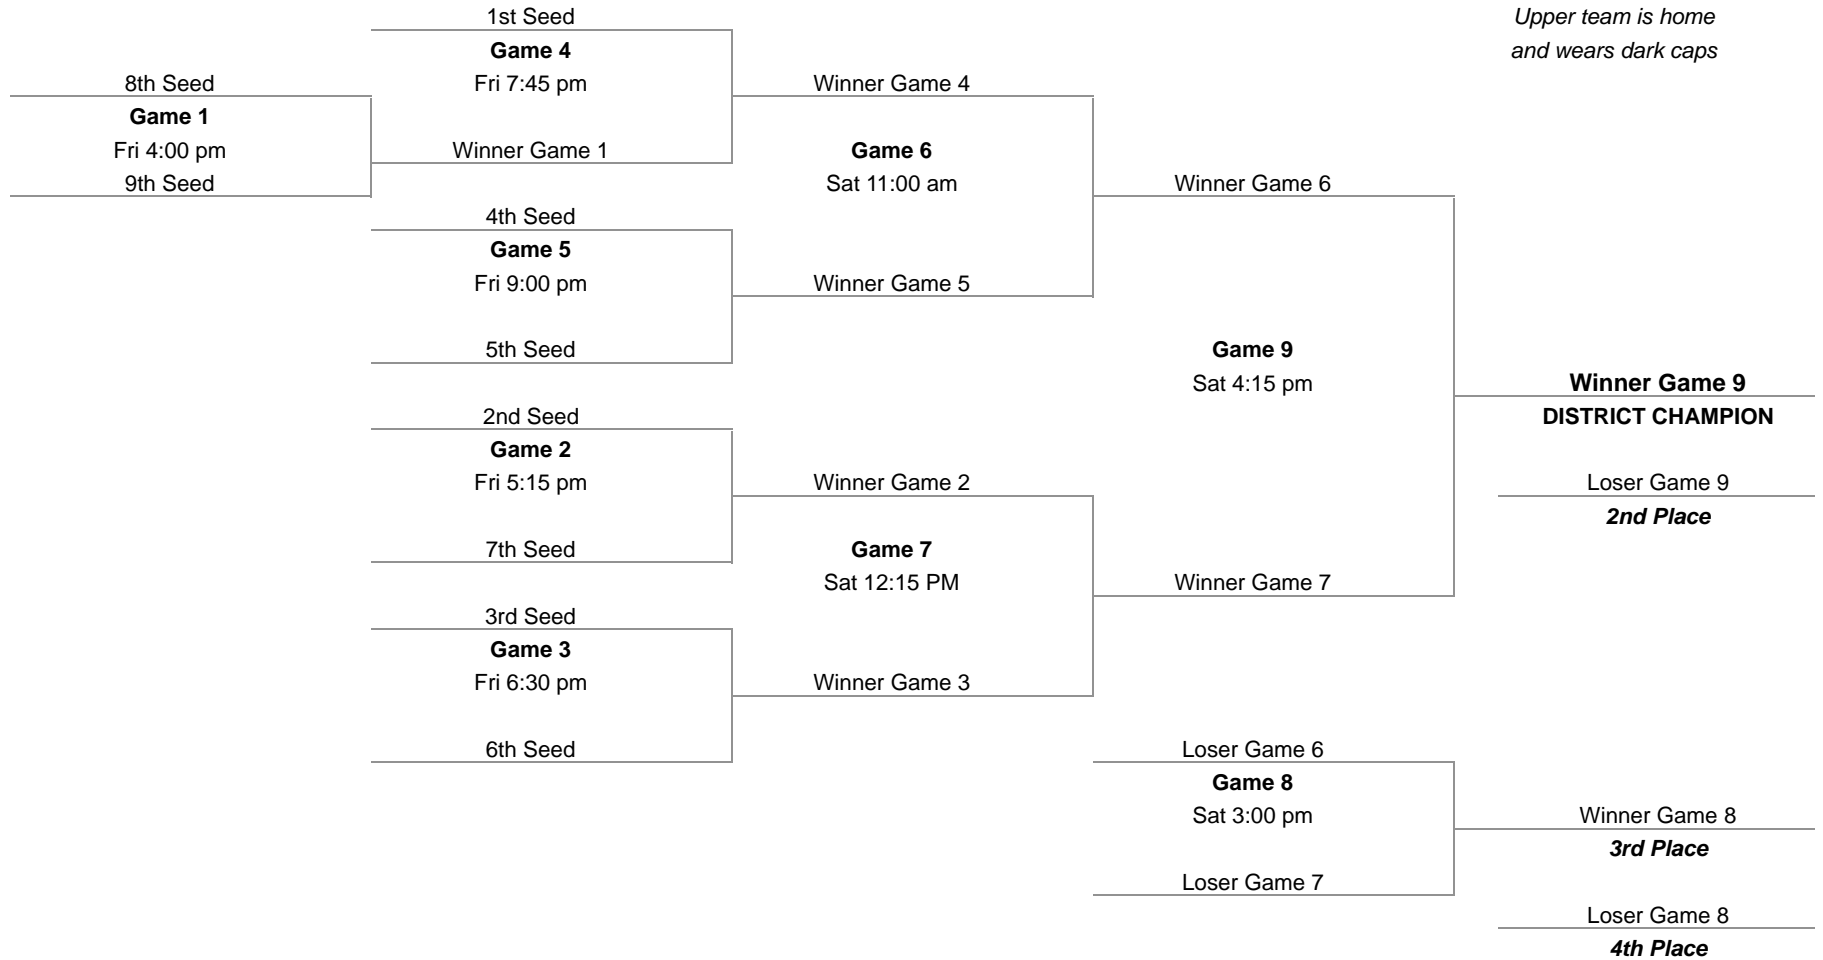 1st Seed
Upper team is home
Game 4
and wears dark caps
8th Seed
Fri 7:45 pm
Winner Game 4
Game 1
Fri 4:00 pm
Winner Game 1
Game 6
9th Seed
Sat 11:00 am
Winner Game 6
4th Seed
Game 5
Fri 9:00 pm
Winner Game 5
5th Seed
Game 9
Sat 4:15 pm
Winner Game 9
2nd Seed
DISTRICT CHAMPION
Game 2
Fri 5:15 pm
Winner Game 2
Loser Game 9
2nd Place
7th Seed
Game 7
Sat 12:15 PM
Winner Game 7
3rd Seed
Game 3
Fri 6:30 pm
Winner Game 3
6th Seed
Loser Game 6
Game 8
Sat 3:00 pm
Winner Game 8
3rd Place
Loser Game 7
Loser Game 8
4th Place